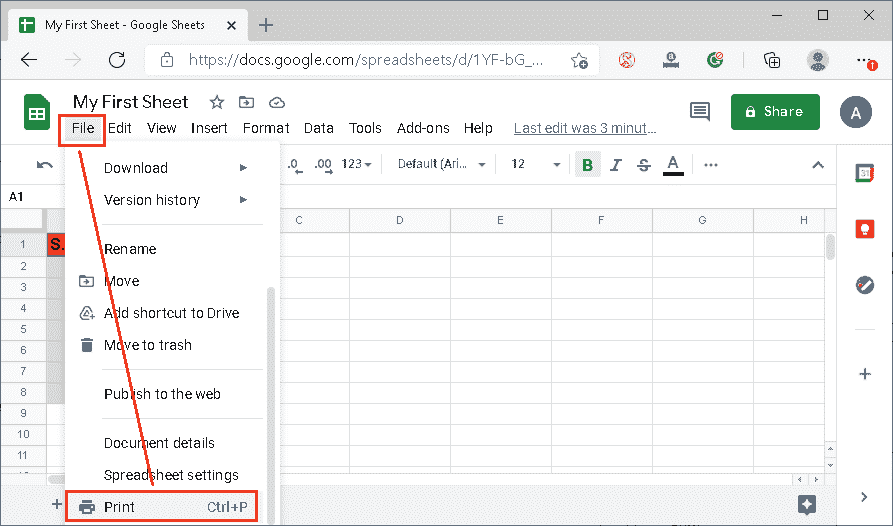 My First Sheet - Google Sheets
https://docs.google.com/spreadsheets/d/1YF-bG_...
My First Sheet
File Edit View Insert Format Data Tools Add-ons Help Last edit was 3 minut...
Share
A
.0 .00 123 Default (Ari... 12 B I S A
A1
C D E F G H
1 S.
2
3
4
5
6
7
8
9
10
11
Download
Version history
Rename
Move
Add shortcut to Drive
Move to trash
Publish to the web
Document details
Spreadsheet settings
Print Ctrl+P
31